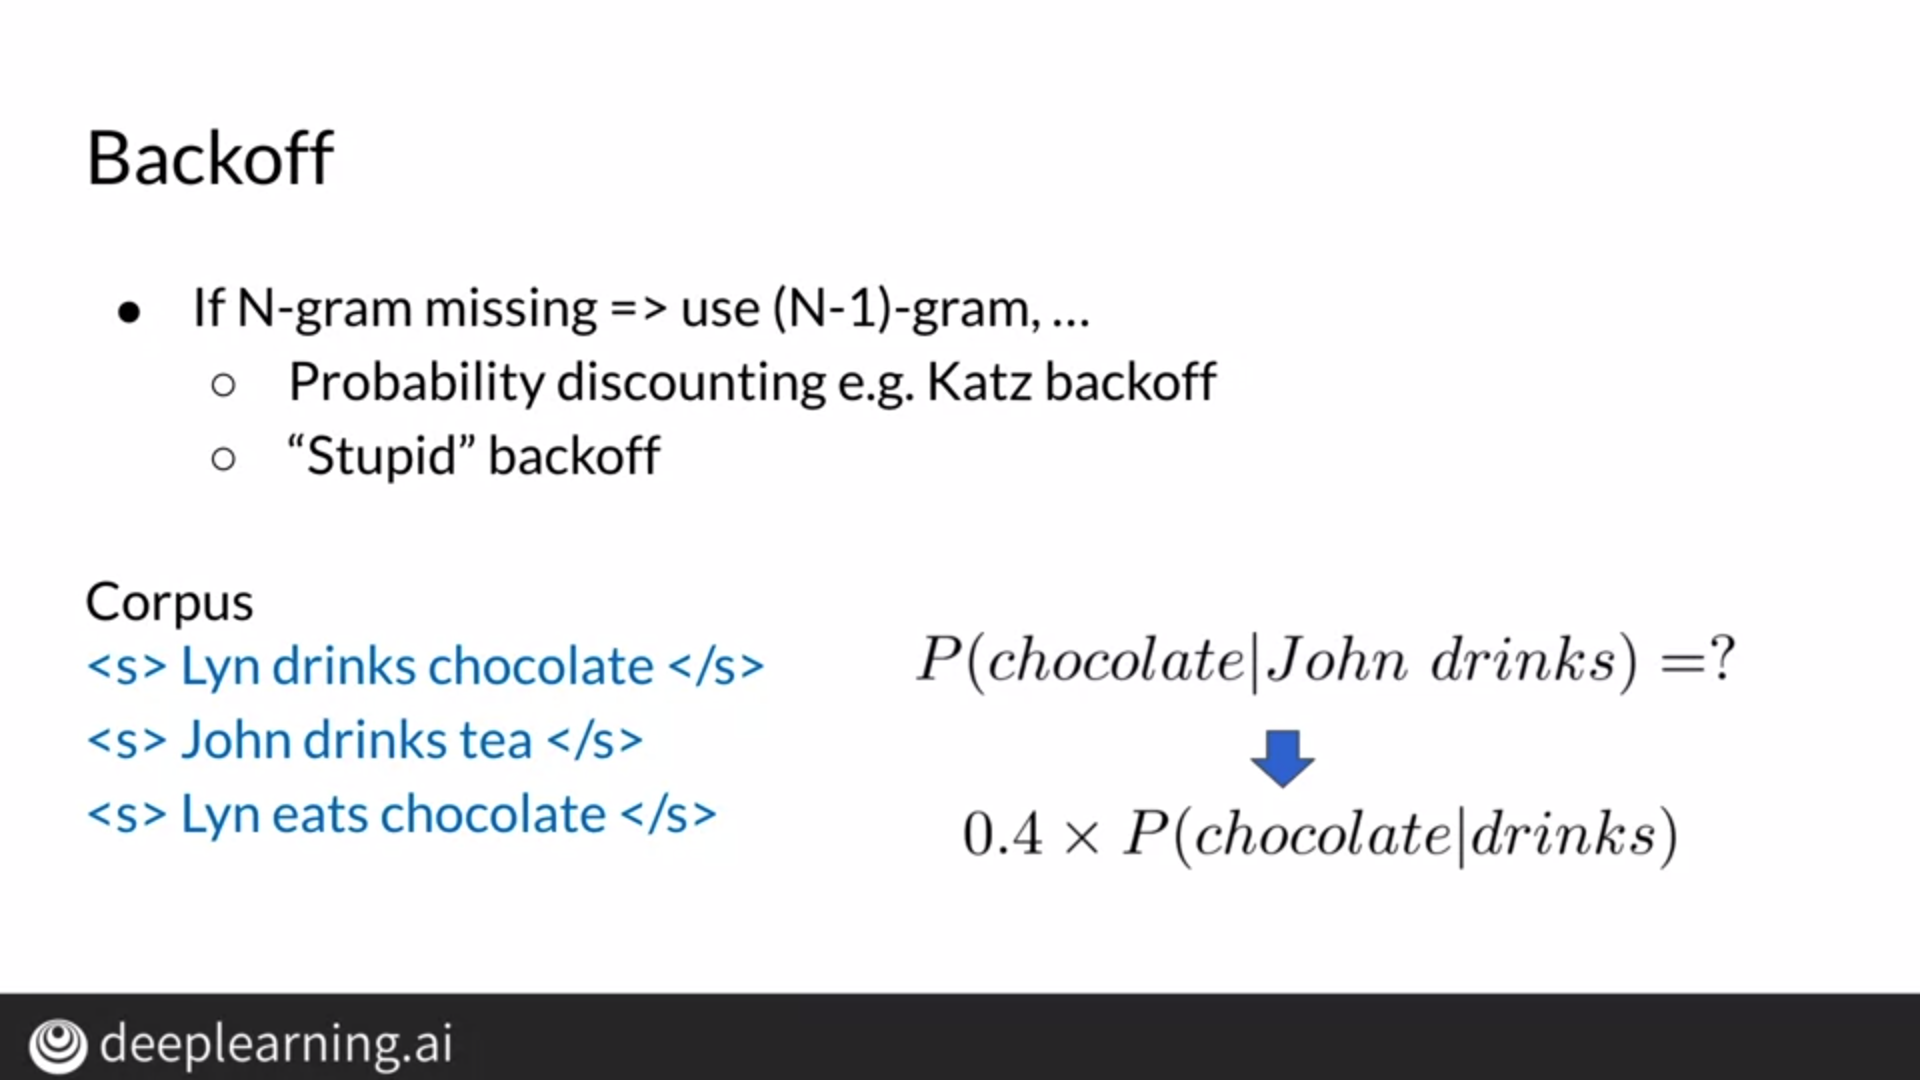 Backoff
● If N-gram missing => use (N-1)-gram, ...
○ Probability discounting e.g. Katz backoff
○ “Stupid” backoff
Corpus
<s> Lyn drinks chocolate </s>
<s> John drinks tea </s>
<s> Lyn eats chocolate </s>
P(chocolate|John drinks) =?
0.4 × P(chocolate|drinks)
deeplearning.ai